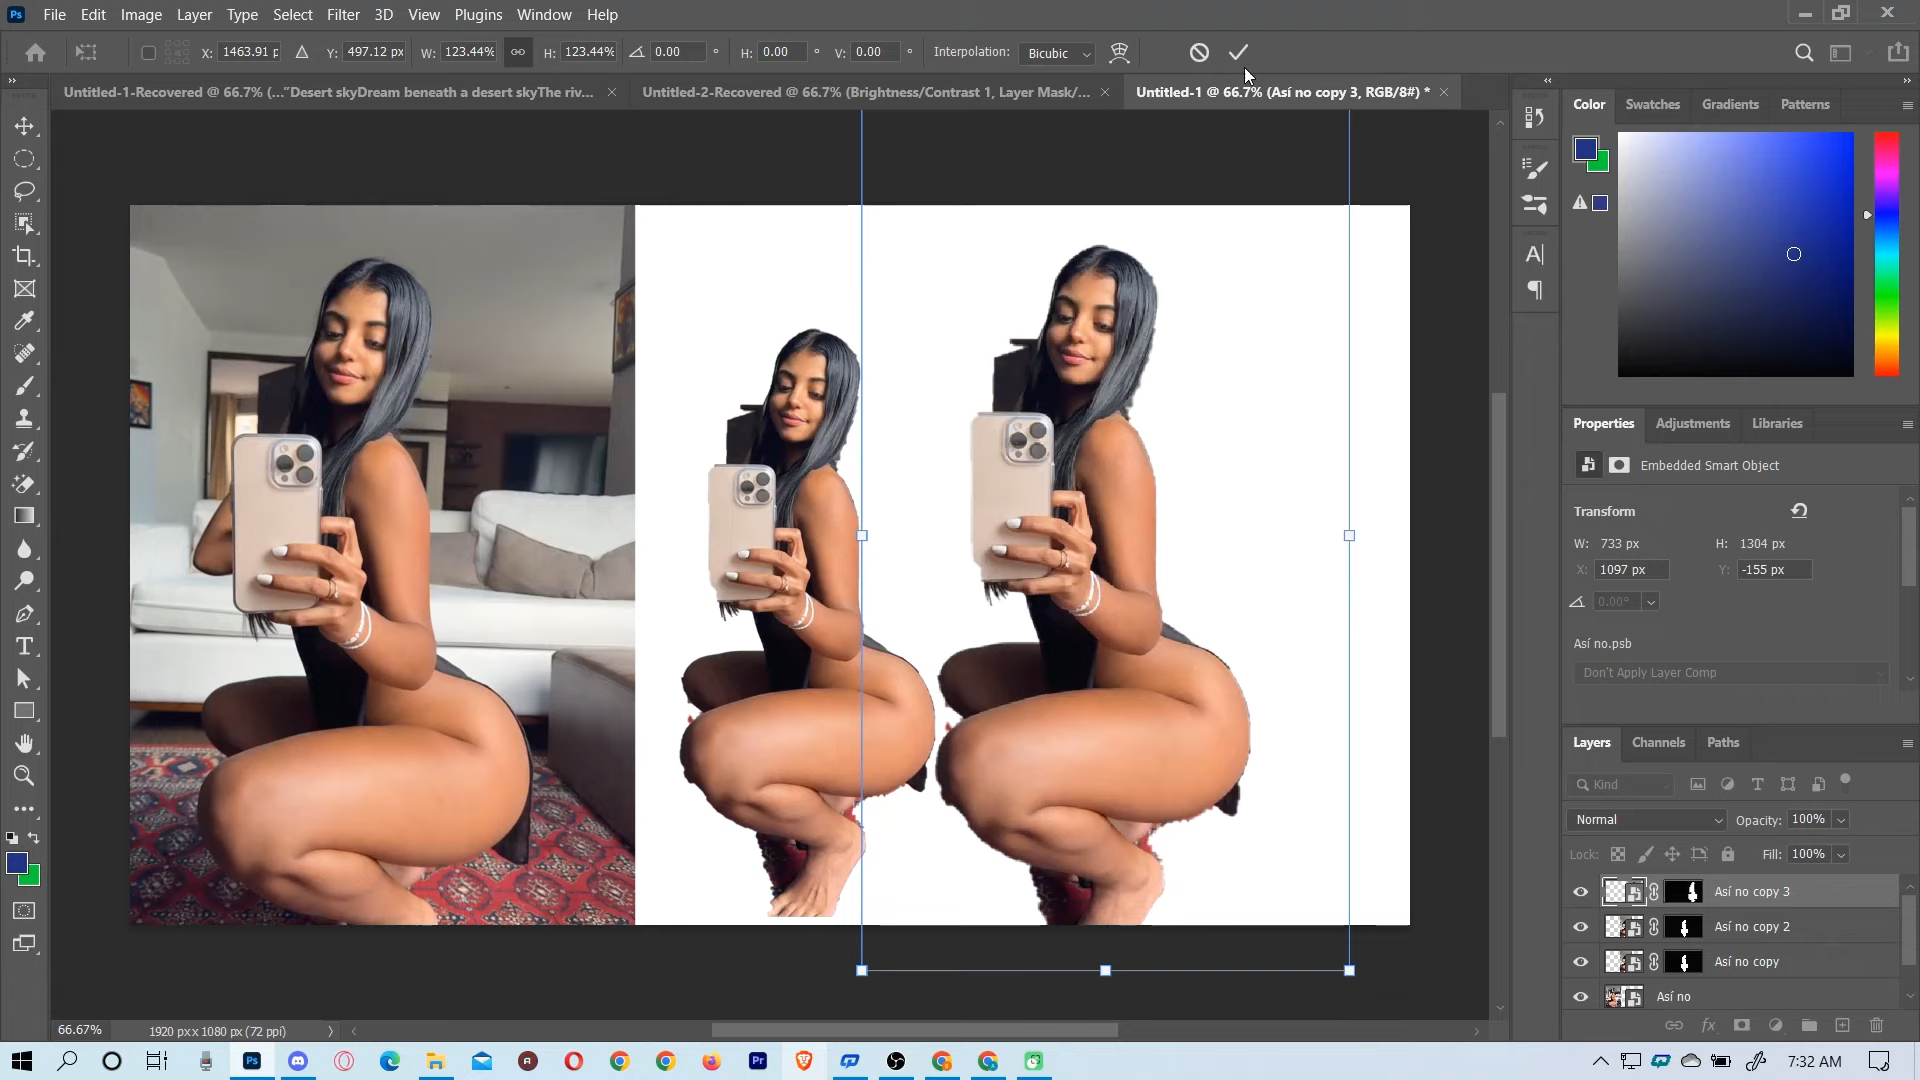 Ps File Edit Image Layer Type Select Filter 3D View Plugins Window Help
X: 1463.91 p Y: 497.12 px W: 123.44% H: 123.44% 0.00 ° H: 0.00 ° V: 0.00 ° Interpolation: Bicubic
Untitled-1-Recovered @ 66.7% (..."Desert skyDream beneath a desert skyThe riv... Untitled-2-Recovered @ 66.7% (Brightness/Contrast 1, Layer Mask/... Untitled-1 @ 66.7% (Así no copy 3, RGB/8#) *
Color Swatches Gradients Patterns
Properties Adjustments Libraries
Embedded Smart Object
Transform
W: 733 px H: 1304 px
X: 1097 px Y: -155 px
0.00°
Así no.psb
Don't Apply Layer Comp
Layers Channels Paths
Kind
Normal Opacity: 100%
Lock: Fill: 100%
Así no copy 3
Así no copy 2
Así no copy
Así no
66.67% 1920 px x 1080 px (72 ppi)
Ps Pr 7:32 AM